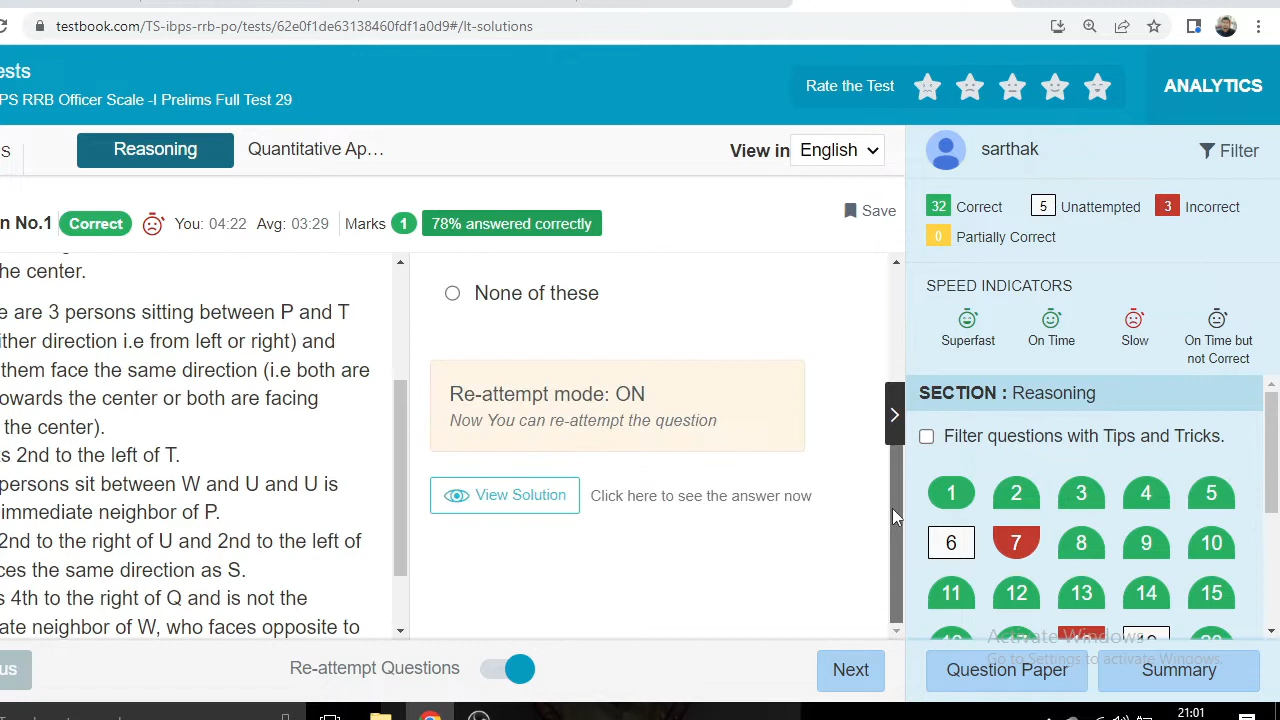 testbook.com/TS-ibps-rrb-po/tests/62e0f1de63138460fdf1a0d9#/lt-solutions
ests
PS RRB Officer Scale -I Prelims Full Test 29
Rate the Test
ANALYTICS
S
Reasoning
Quantitative Ap...
View in
English
sarthak
Filter
n No.1
Correct
You: 04:22
Avg: 03:29
Marks
1
78% answered correctly
Save
32 Correct
5 Unattempted
3 Incorrect
0 Partially Correct
he center.
e are 3 persons sitting between P and T
ither direction i.e from left or right) and
them face the same direction (i.e both are
owards the center or both are facing
the center).
s 2nd to the left of T.
persons sit between W and U and U is
immediate neighbor of P.
2nd to the right of U and 2nd to the left of
ces the same direction as S.
s 4th to the right of Q and is not the
ate neighbor of W, who faces opposite to
None of these
Re-attempt mode: ON
Now You can re-attempt the question
View Solution
Click here to see the answer now
SPEED INDICATORS
Superfast
On Time
Slow
On Time but
not Correct
SECTION : Reasoning
Filter questions with Tips and Tricks.
1 2 3 4 5
6 7 8 9 10
11 12 13 14 15
Activate Windows
Go to Settings to activate Windows.
us
Re-attempt Questions
Next
Question Paper
Summary
21:01